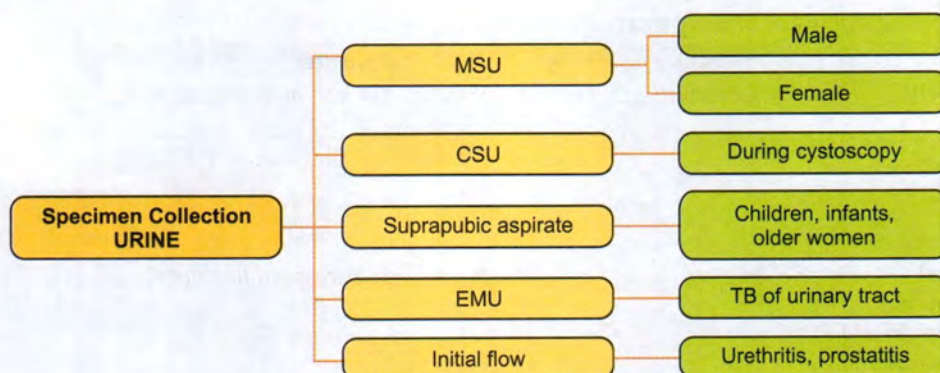 Specimen Collection
URINE
MSU
Male
Female
CSU
During cystoscopy
Suprapubic aspirate
Children, infants,
older women
EMU
TB of urinary tract
Initial flow
Urethritis, prostatitis